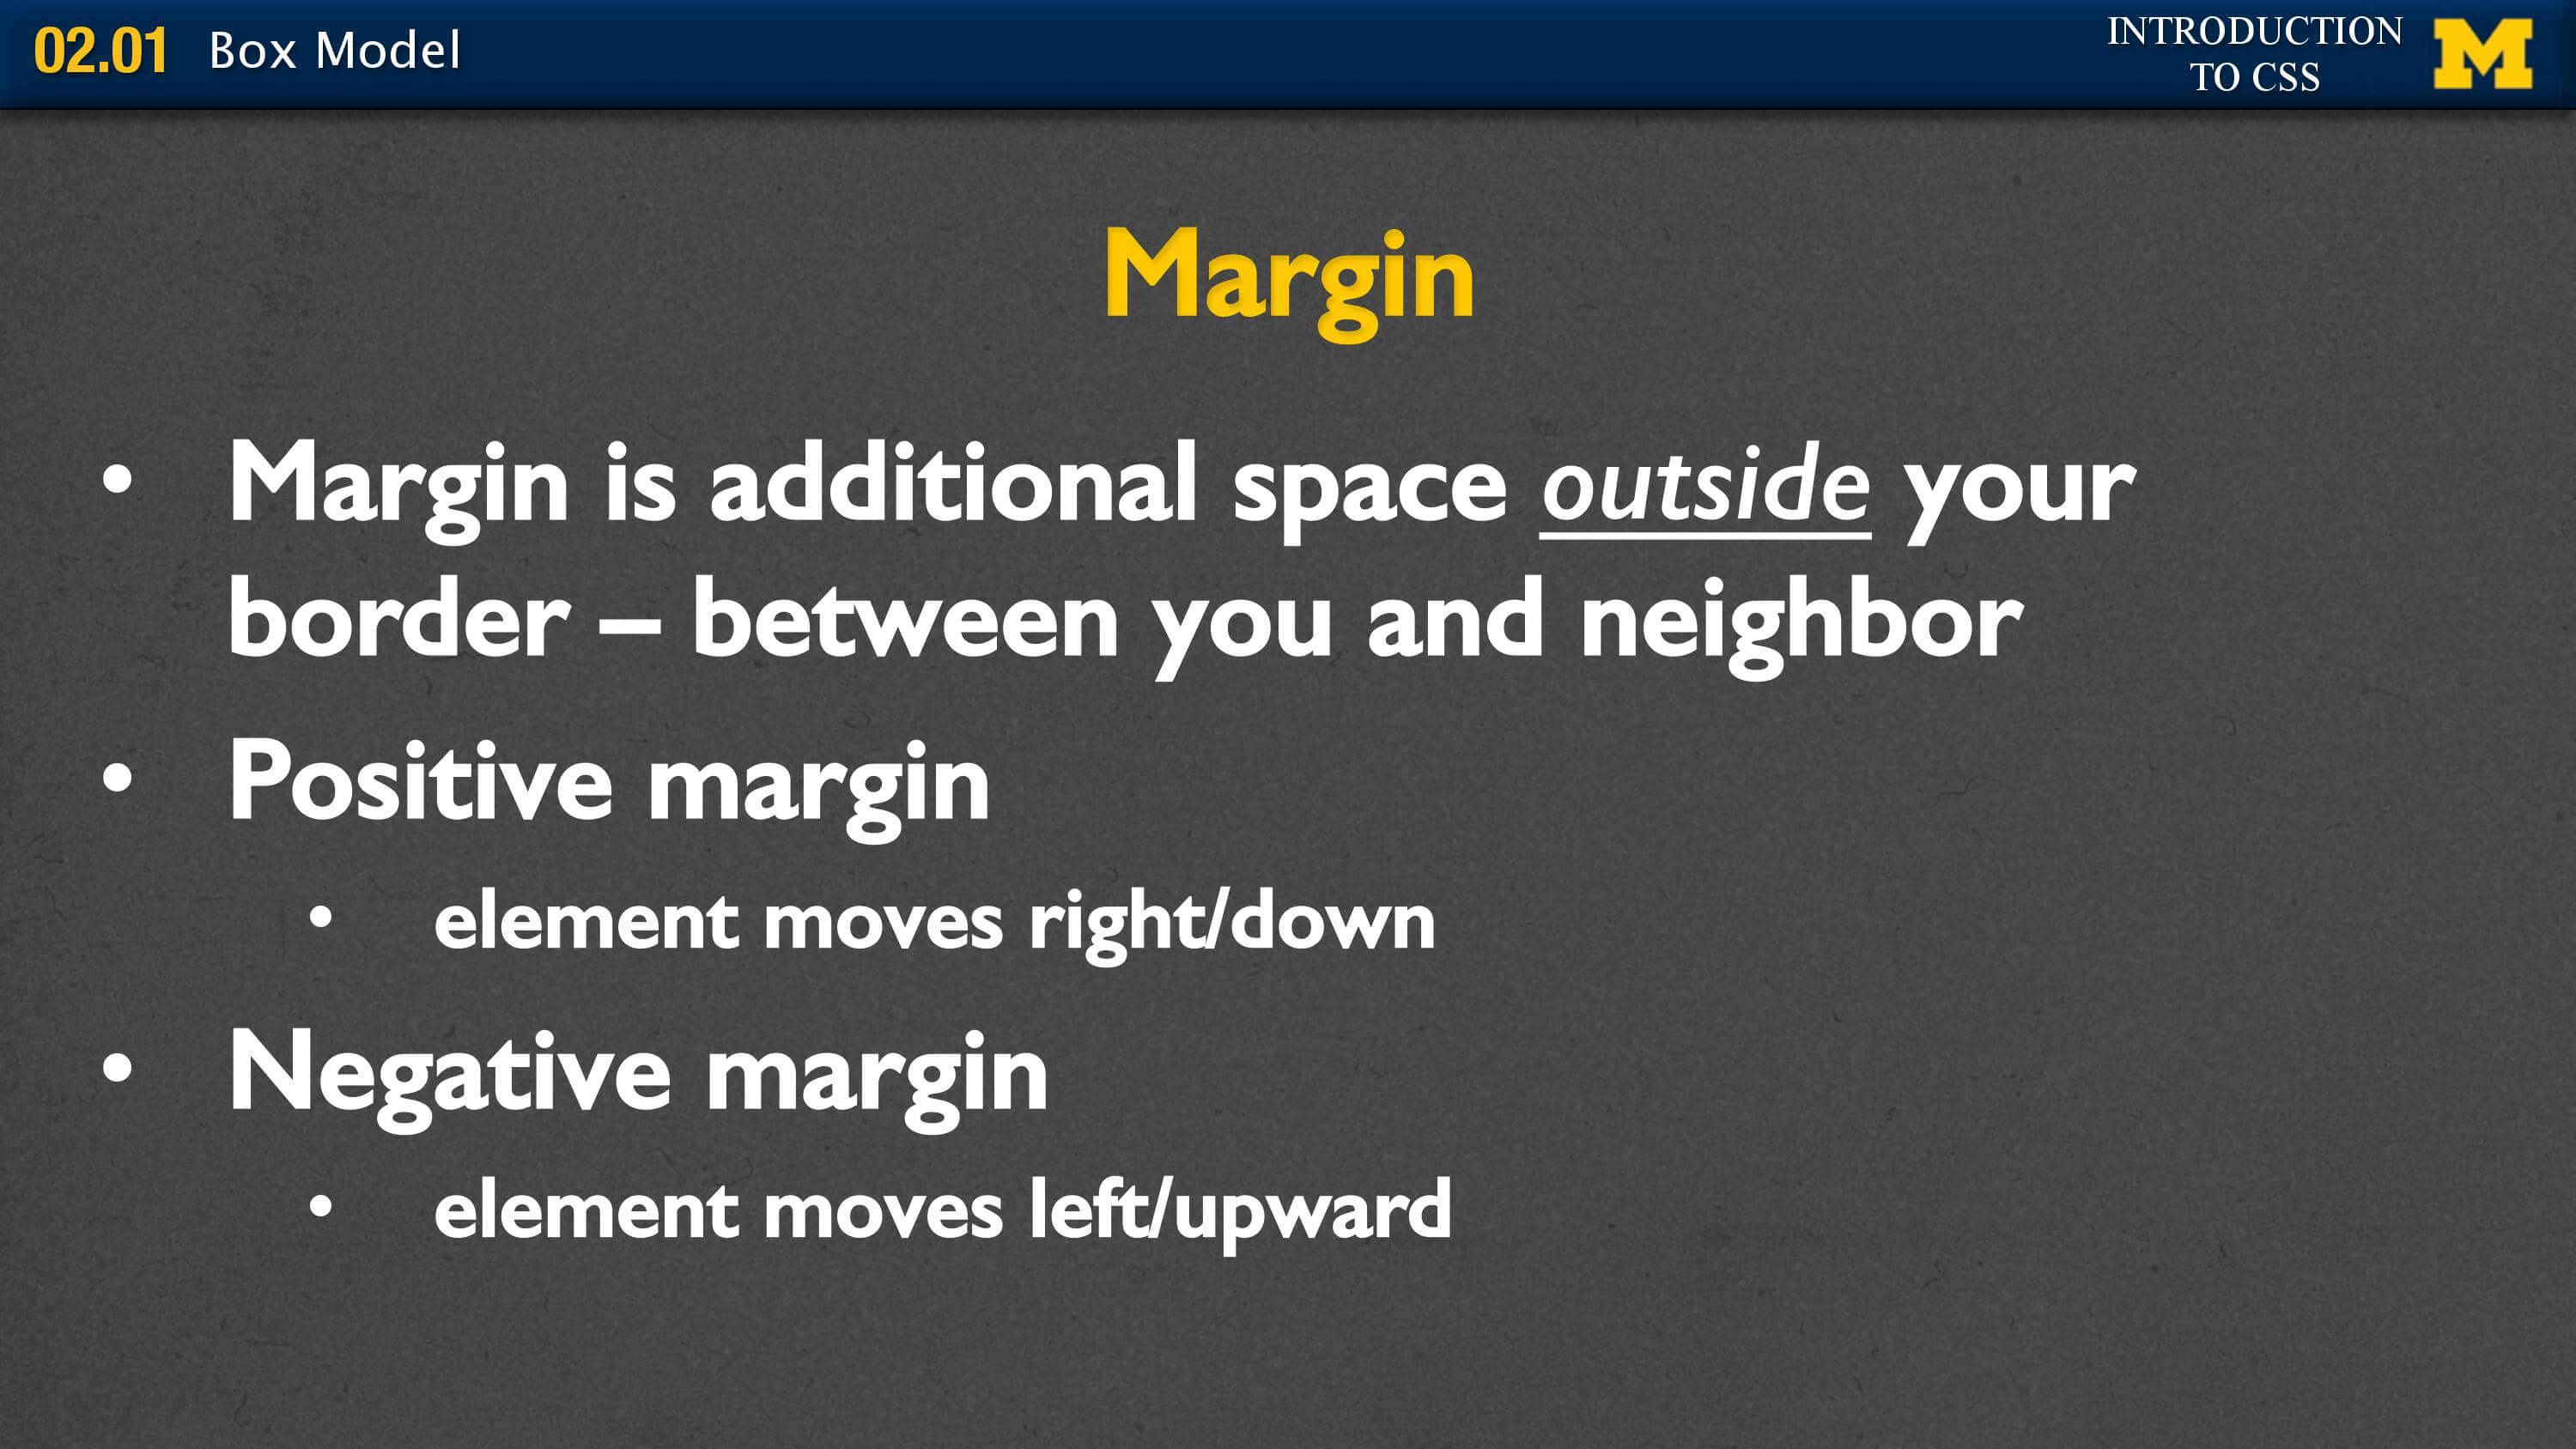 02.01 Box Model
INTRODUCTION
TO CSS
M
Margin
• Margin is additional space outside your
border – between you and neighbor
• Positive margin
• element moves right/down
• Negative margin
• element moves left/upward